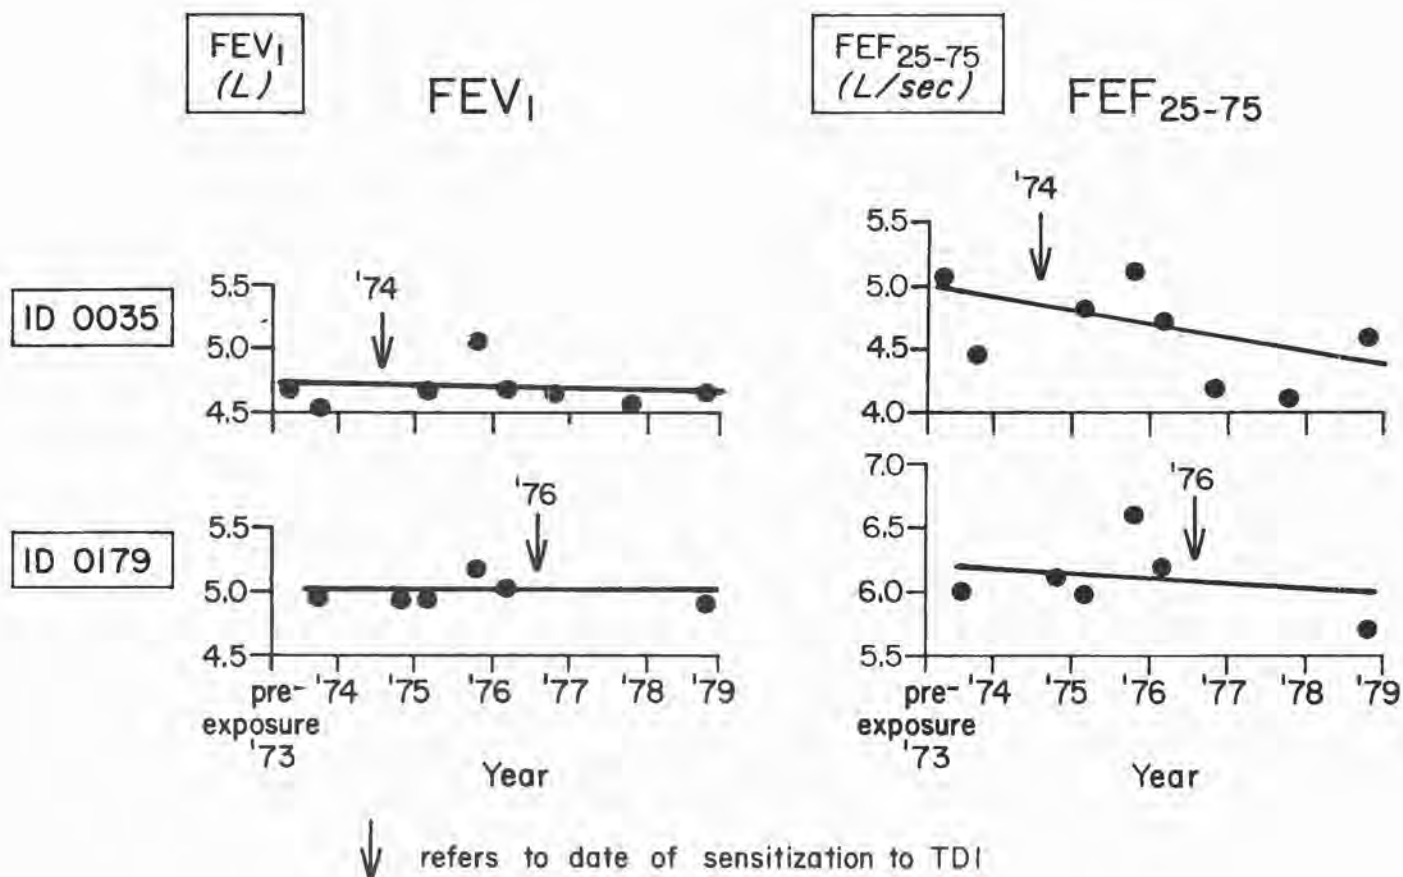 FEV1
(L)
FEV1
FEF25-75
(L/sec)
FEF25-75
ID 0035
5.5
5.0
4.5
'74
5.5
5.0
4.5
4.0
'74
ID 0179
5.5
5.0
4.5
'76
7.0
6.5
6.0
5.5
'76
pre- '74 '75 '76 '77 '78 '79
exposure
'73
Year
pre- '74 '75 '76 '77 '78 '79
exposure
'73
Year
refers to date of sensitization to TDI